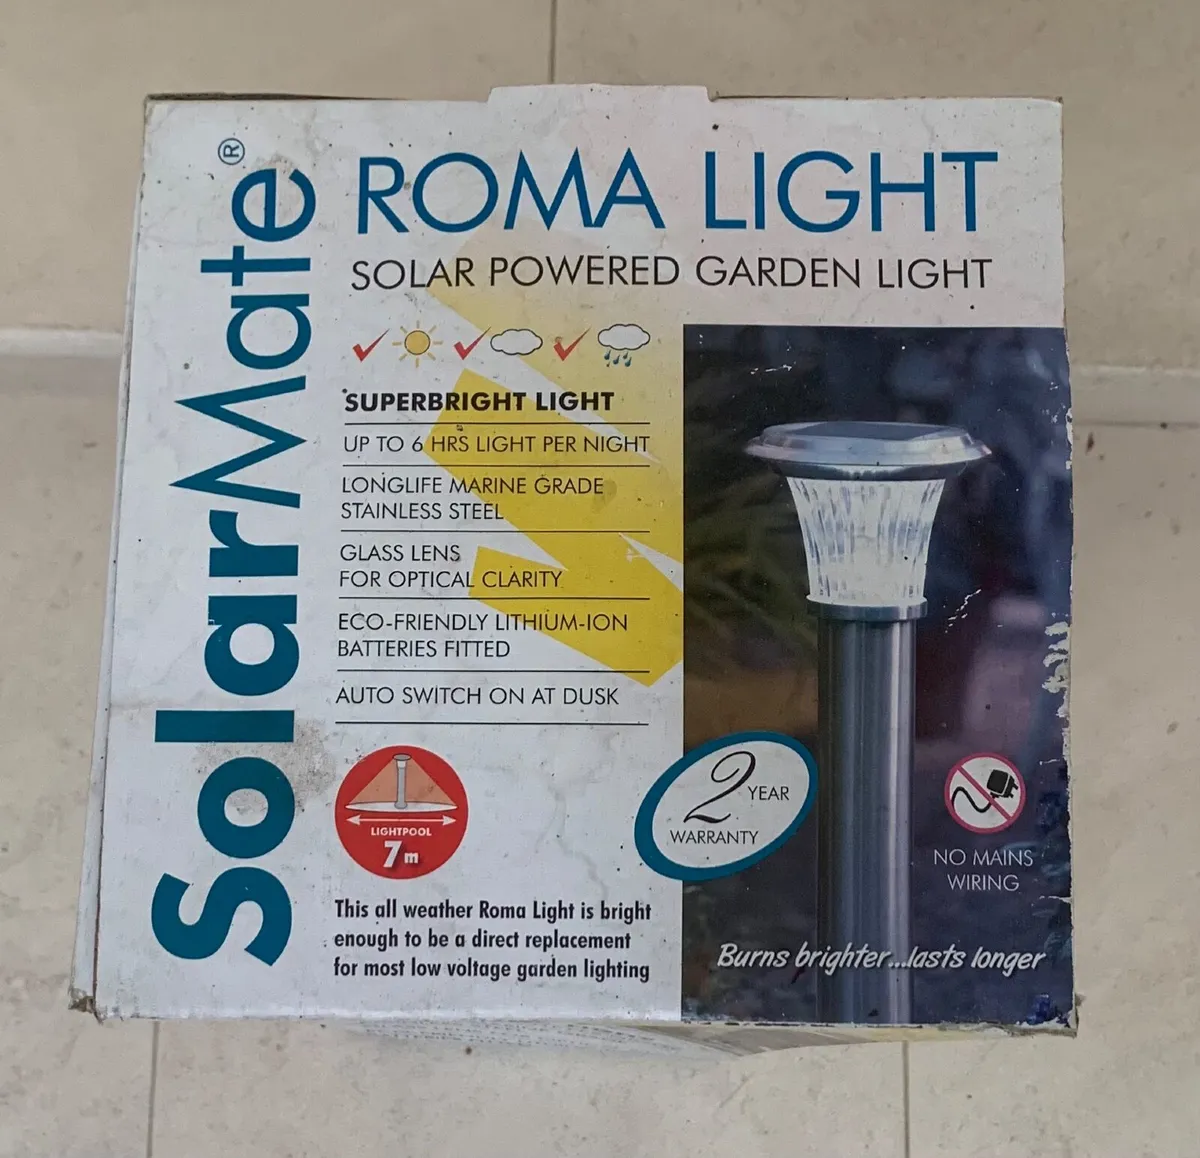 SolarMate®
ROMA LIGHT
SOLAR POWERED GARDEN LIGHT
SUPERBRIGHT LIGHT
UP TO 6 HRS LIGHT PER NIGHT
LONGLIFE MARINE GRADE
STAINLESS STEEL
GLASS LENS
FOR OPTICAL CLARITY
ECO-FRIENDLY LITHIUM-ION
BATTERIES FITTED
AUTO SWITCH ON AT DUSK
LIGHTPOOL
7m
2 YEAR
WARRANTY
NO MAINS
WIRING
This all weather Roma Light is bright
enough to be a direct replacement
for most low voltage garden lighting
Burns brighter...lasts longer